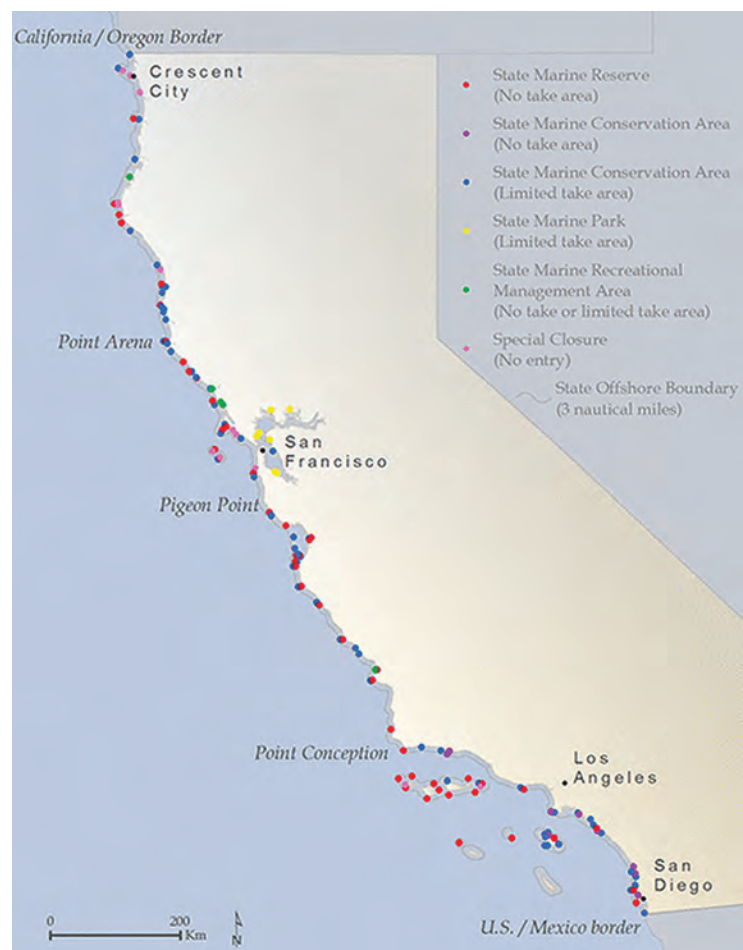 California / Oregon Border
Crescent
City
State Marine Reserve
(No take area)
State Marine Conservation Area
(No take area)
State Marine Conservation Area
(Limited take area)
State Marine Park
(Limited take area)
State Marine Recreational
Management Area
(No take or limited take area)
Special Closure
(No entry)
State Offshore Boundary
(3 nautical miles)
Point Arena
San
Francisco
Pigeon Point
Point Conception
Los
Angeles
San
Diego
U.S. / Mexico border
0 200
Km
N